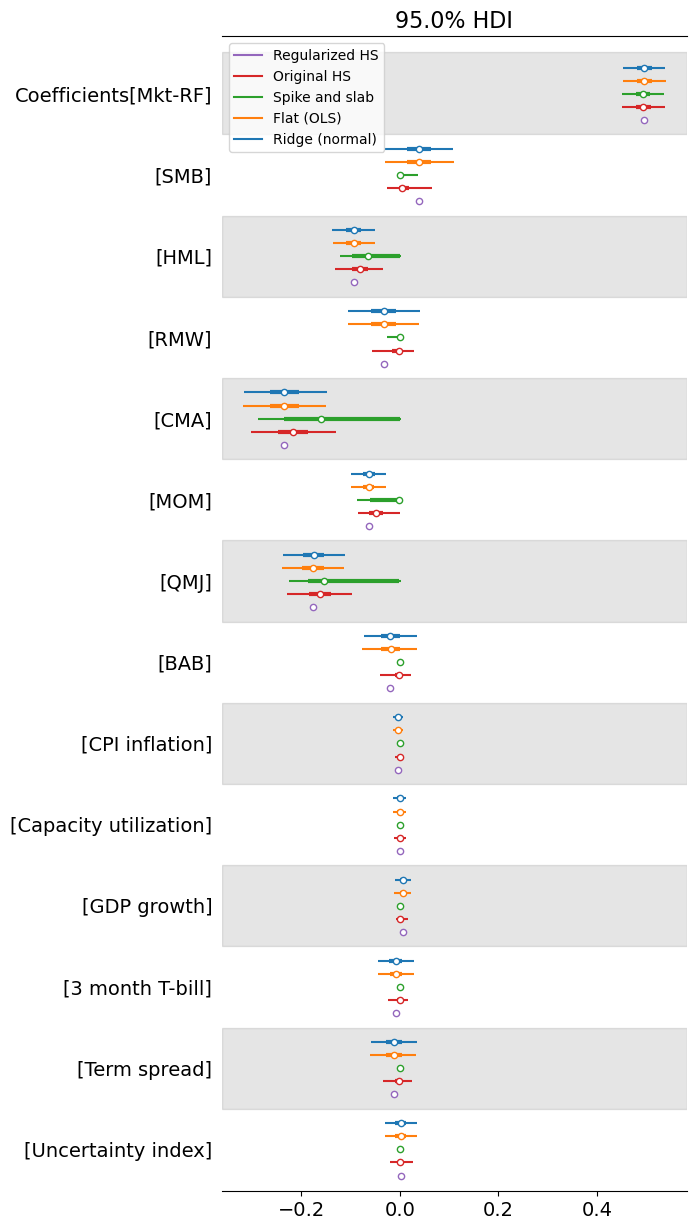 95.0% HDI
Regularized HS
Original HS
Spike and slab
Flat (OLS)
Ridge (normal)
Coefficients[Mkt-RF]
[SMB]
[HML]
[RMW]
[CMA]
[MOM]
[QMJ]
[BAB]
[CPI inflation]
[Capacity utilization]
[GDP growth]
[3 month T-bill]
[Term spread]
[Uncertainty index]
−0.2 0.0 0.2 0.4